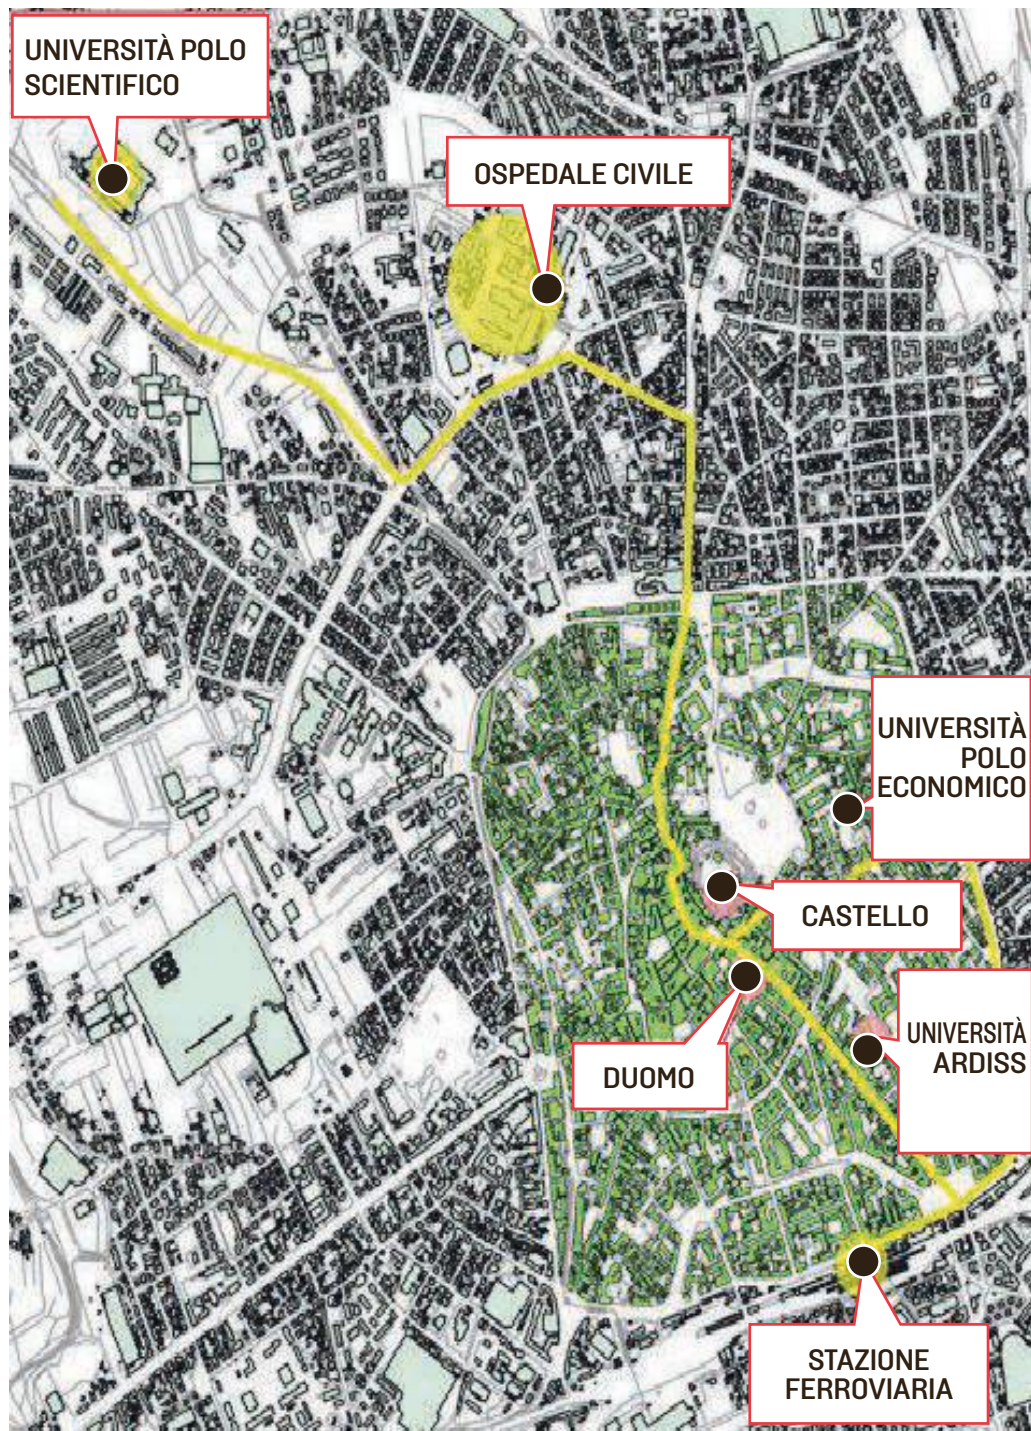 UNIVERSITÀ POLO
SCIENTIFICO
OSPEDALE CIVILE
UNIVERSITÀ
POLO
ECONOMICO
CASTELLO
UNIVERSITÀ
ARDISS
DUOMO
STAZIONE
FERROVIARIA